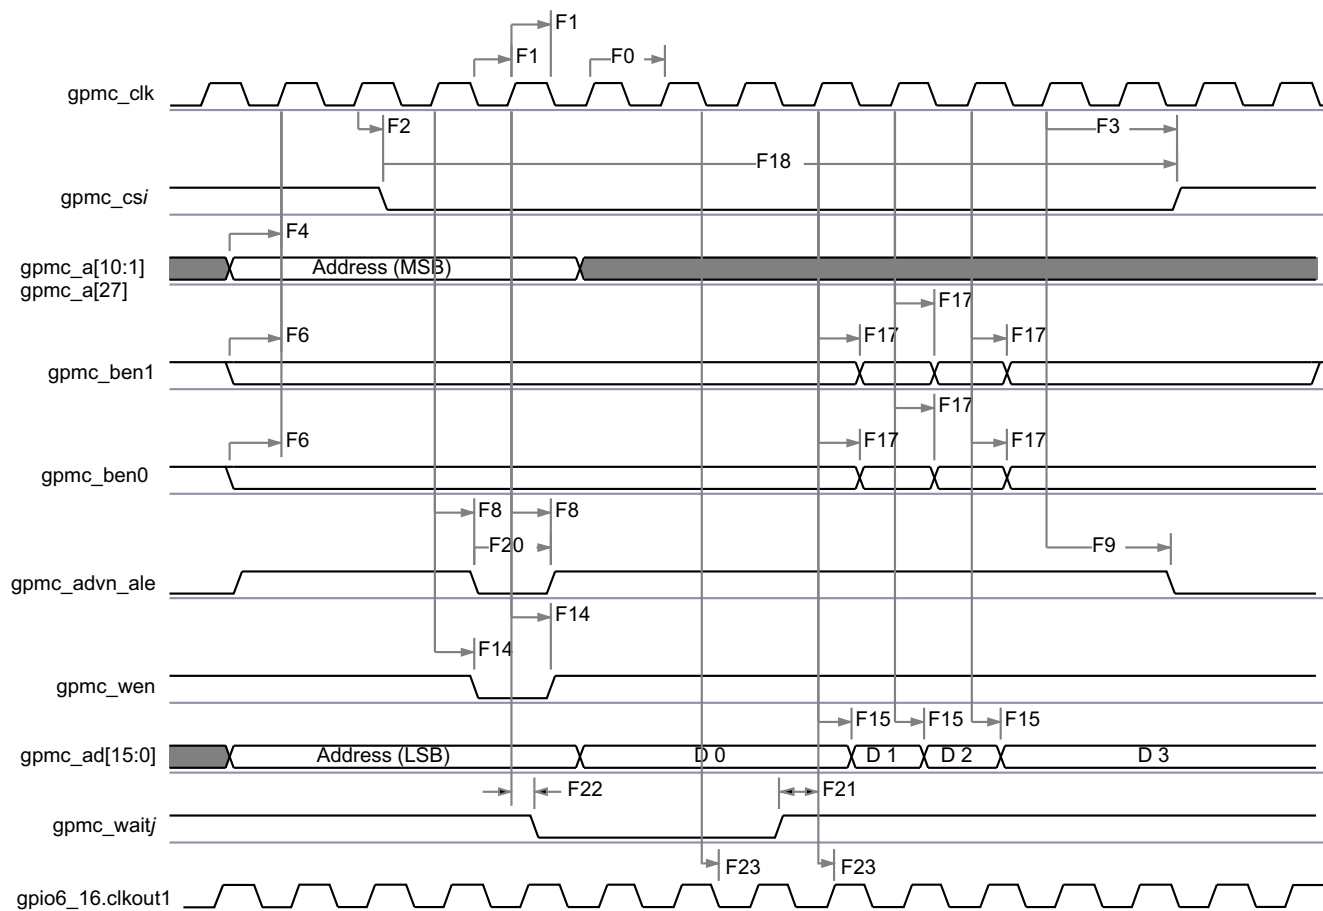 F1
F1
F0
gpmc_clk
F2
F3
F18
gpmc_csi
F4
gpmc_a[10:1]
Address (MSB)
gpmc_a[27]
F17
F6
F17
F17
gpmc_ben1
F17
F6
F17
F17
gpmc_ben0
F8
F8
F20
F9
gpmc_advn_ale
F14
F14
gpmc_wen
F15
F15
F15
gpmc_ad[15:0]
Address (LSB)
D 0
D 1
D 2
D 3
F22
F21
gpmc_waitj
F23
F23
gpio6_16.clkout1